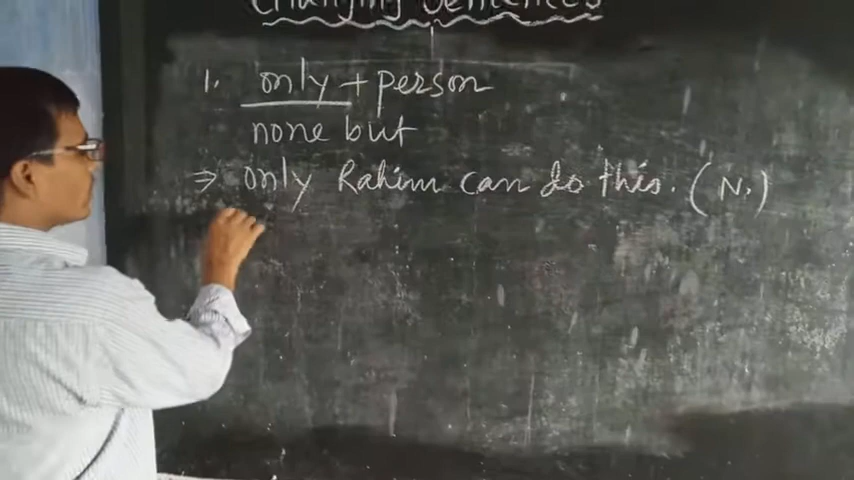 Changing Sentences
1. only + person
none but
⇒ only Rahim can do this. (N.)